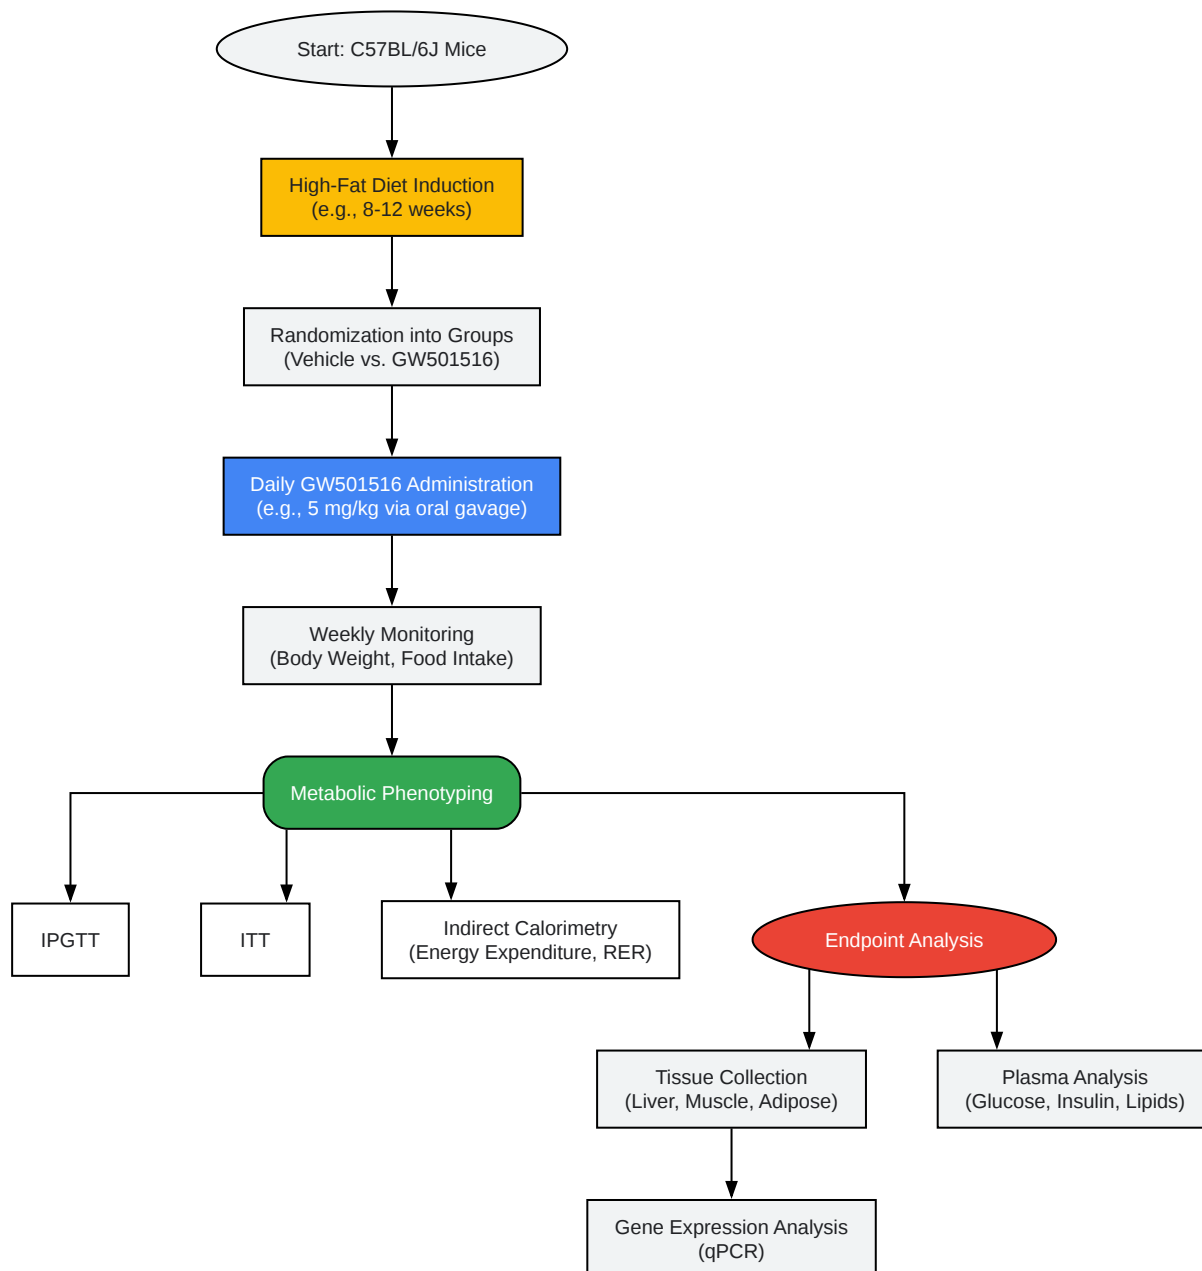 Start: C57BL/6J Mice
High-Fat Diet Induction
(e.g., 8-12 weeks)
Randomization into Groups
(Vehicle vs. GW501516)
Daily GW501516 Administration
(e.g., 5 mg/kg via oral gavage)
Weekly Monitoring
(Body Weight, Food Intake)
Metabolic Phenotyping
IPGTT
ITT
Indirect Calorimetry
(Energy Expenditure, RER)
Endpoint Analysis
Tissue Collection
(Liver, Muscle, Adipose)
Plasma Analysis
(Glucose, Insulin, Lipids)
Gene Expression Analysis
(qPCR)